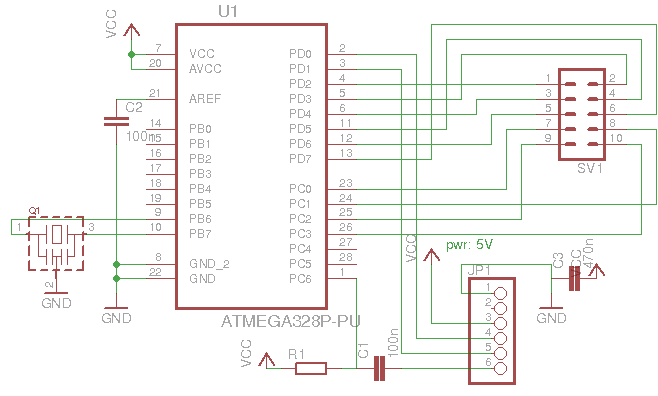 U1
VCC
7 VCC PD0 2
20 AVCC PD1 3
PD2 4 1 2
21 AREF PD3 5 3 4
C2 PD4 6 5 6
100n
14 PB0 PD5 11 7 8
15 PB1 PD6 12 9 10
16 PB2 PD7 13
SV1
17 PB3
18 PB4 PC0 23
19 PB5 PC1 24
Q1
9 PB6 PC2 25
1 3 10 PB7 PC3 26
PC4 27
VCC
pwr: 5V
8 GND_2 PC5 28
22 GND PC6 1
C3
VCC
470n
JP1
2
GND
GND
GND
1
2
3
4
5
6
ATMEGA328P-PU
VCC
R1
C1
100n